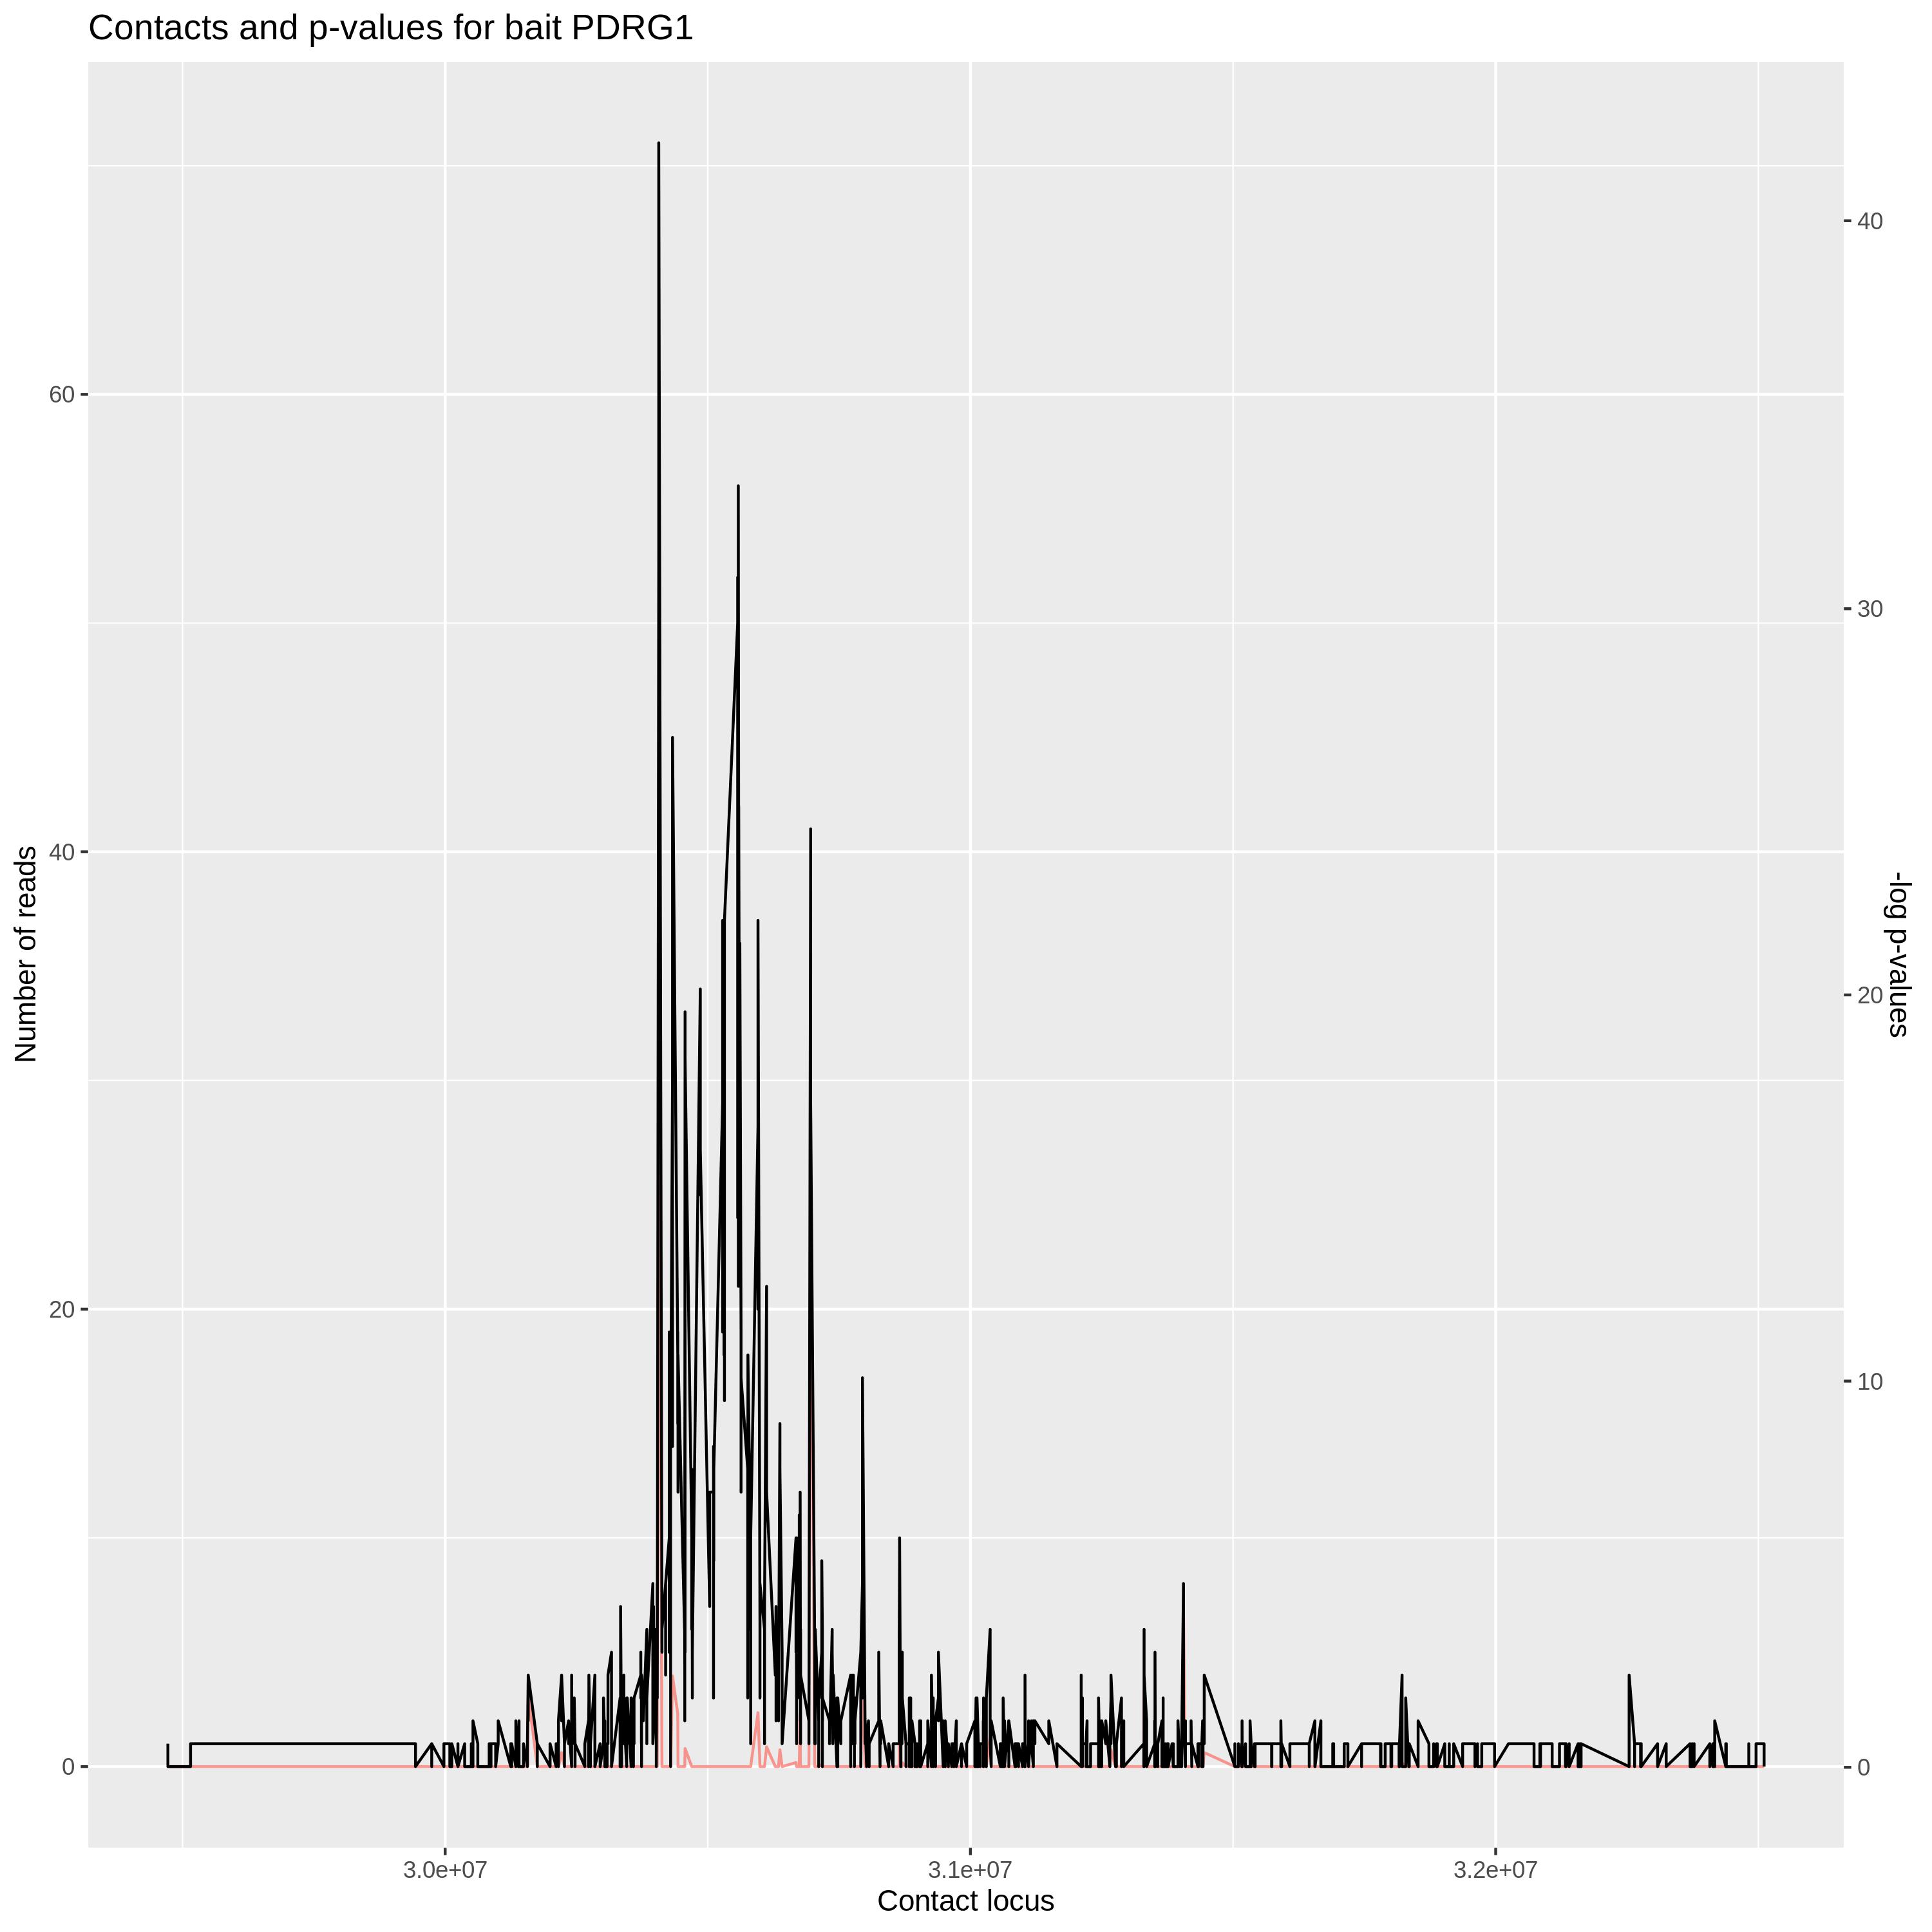 Contacts and p-values for bait PDRG1
Number of reads
60
40
20
0
40
30
20
10
0
-log p-values
3.0e+07
3.1e+07
3.2e+07
Contact locus